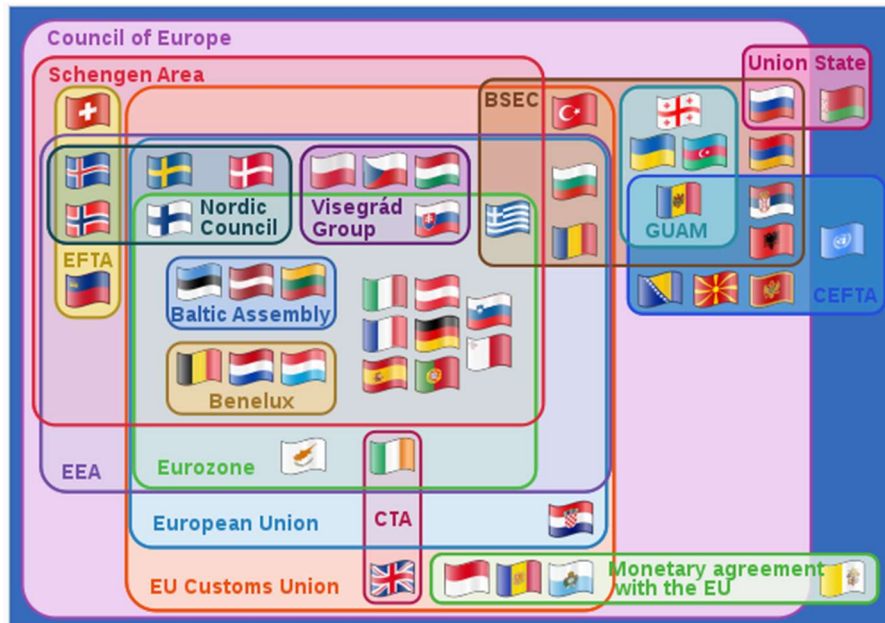 Council of Europe
Schengen Area
Union State
BSEC
Nordic
Council
Visegrád
Group
GUAM
EFTA
CEFTA
Baltic Assembly
Benelux
EEA
Eurozone
European Union
CTA
EU Customs Union
Monetary agreement
with the EU